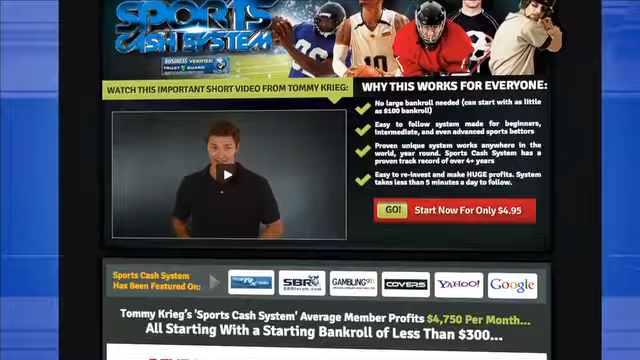 SPORTS
CASH SYSTEM
BUSINESS VERIFIED
TRUST GUARD
WATCH THIS IMPORTANT SHORT VIDEO FROM TOMMY KRIEG:
WHY THIS WORKS FOR EVERYONE:
No large bankroll needed (can start with as little
as $100 bankroll)
Easy to follow system made for beginners,
intermediate, and even advanced sports bettors
Proven unique system works anywhere in the
world, year round. Sports Cash System has a
proven track record of over 4+ years
Easy to re-invest and make HUGE profits. System
takes less than 5 minutes a day to follow.
GO! Start Now For Only $4.95
Sports Cash System
Has Been Featured On:
SBR
SBRforum.com
GAMBLING911
COVERS
YAHOO!
Google
Tommy Krieg's 'Sports Cash System' Average Member Profits $4,750 Per Month...
All Starting With a Starting Bankroll of Less Than $300...